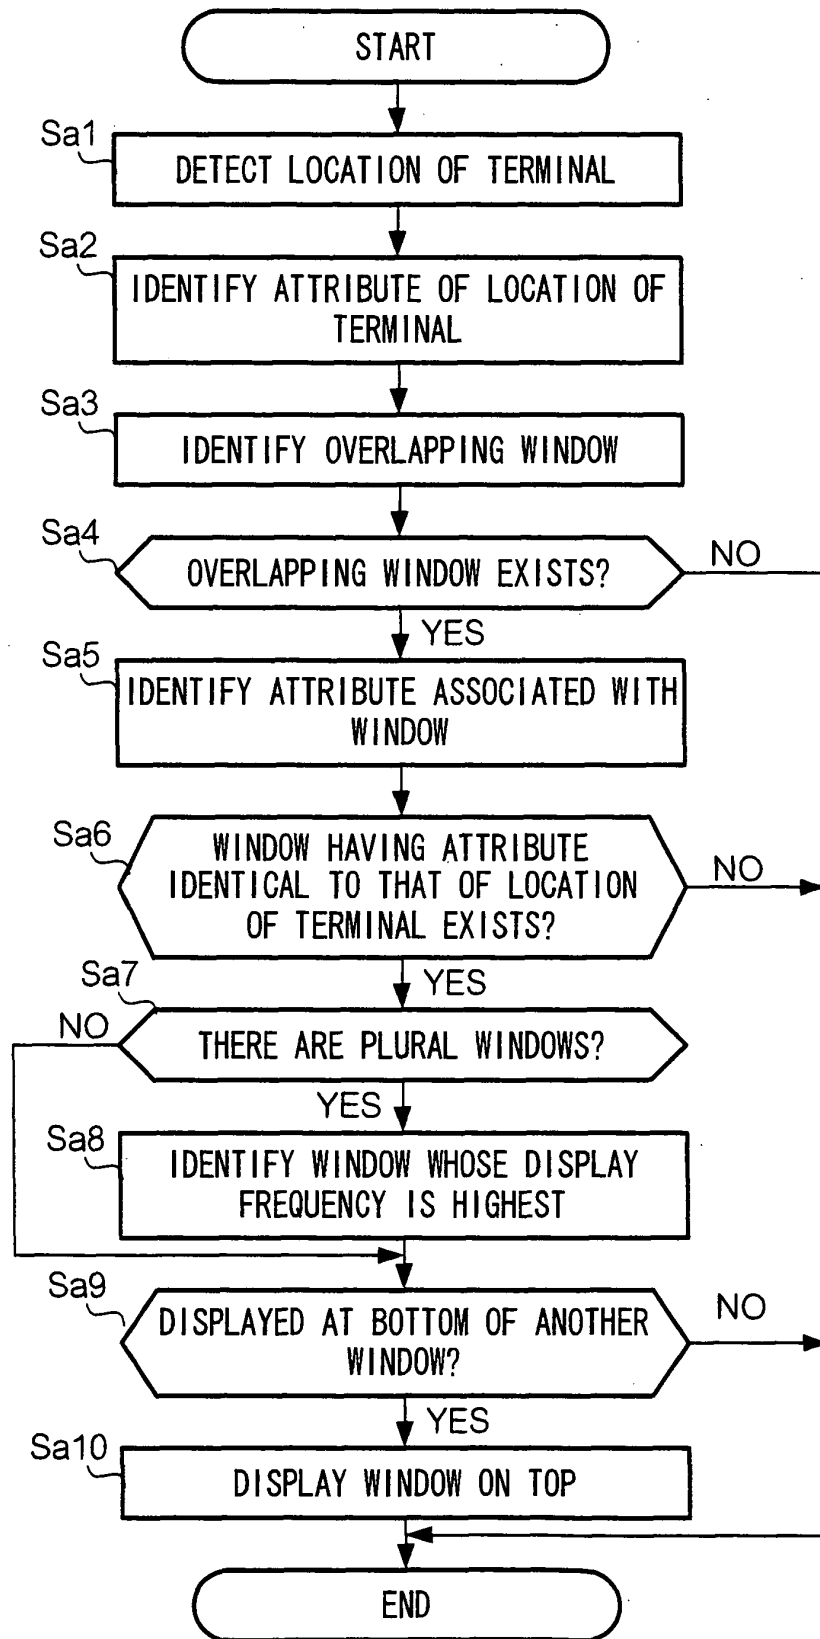 START
Sa1
DETECT LOCATION OF TERMINAL
Sa2
IDENTIFY ATTRIBUTE OF LOCATION OF
TERMINAL
Sa3
IDENTIFY OVERLAPPING WINDOW
Sa4
OVERLAPPING WINDOW EXISTS?
NO
YES
Sa5
IDENTIFY ATTRIBUTE ASSOCIATED WITH
WINDOW
Sa6
WINDOW HAVING ATTRIBUTE
IDENTICAL TO THAT OF LOCATION
OF TERMINAL EXISTS?
NO
YES
Sa7
NO
THERE ARE PLURAL WINDOWS?
YES
Sa8
IDENTIFY WINDOW WHOSE DISPLAY
FREQUENCY IS HIGHEST
Sa9
DISPLAYED AT BOTTOM OF ANOTHER
WINDOW?
NO
YES
Sa10
DISPLAY WINDOW ON TOP
END